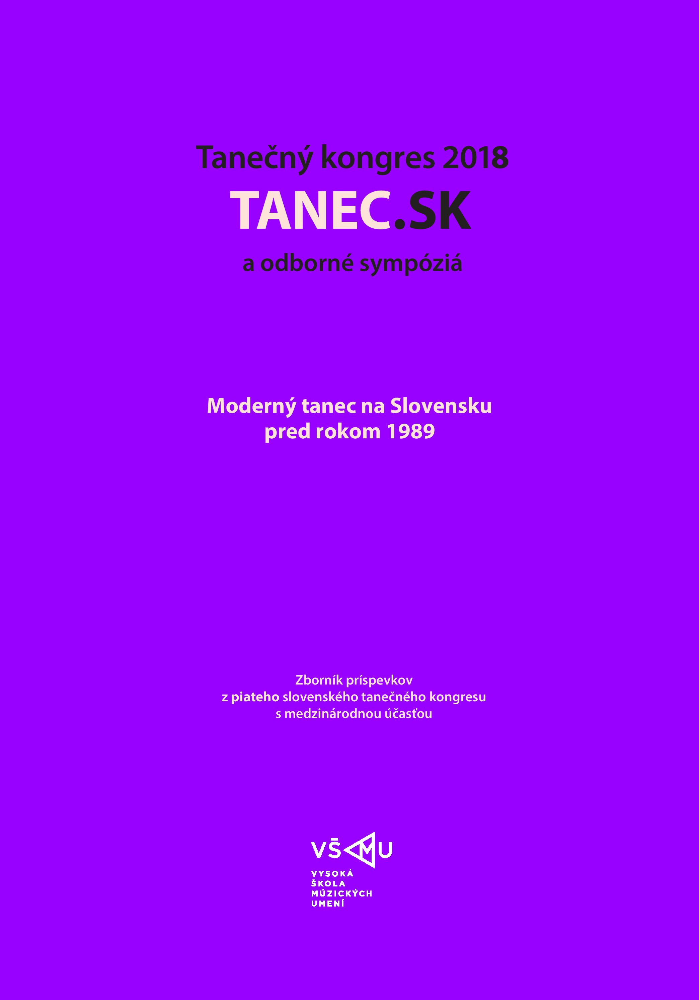 Tanečný kongres 2018
TANEC.SK
a odborné sympóziá
Moderný tanec na Slovensku
pred rokom 1989
Zborník príspevkov
z piateho slovenského tanečného kongresu
s medzinárodnou účasťou
VŠMU
VYSOKÁ
ŠKOLA
MÚZICKÝCH
UMENÍ